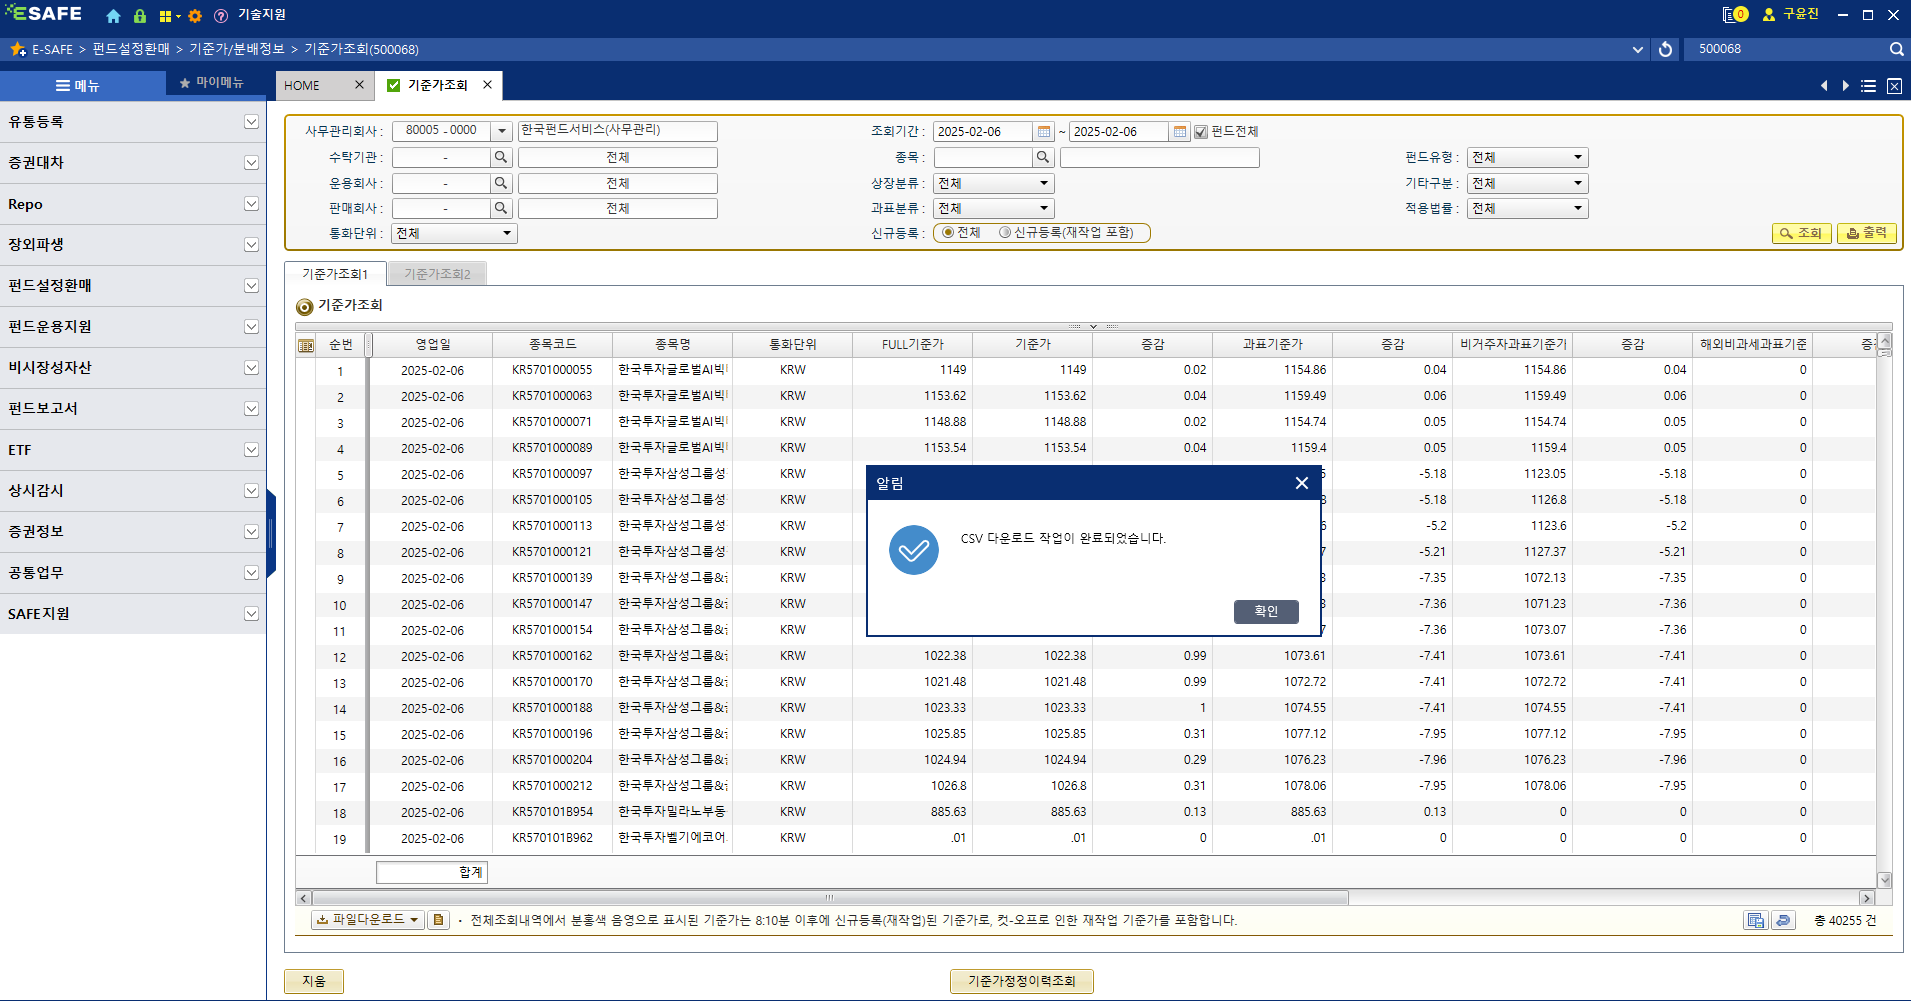 ESAFE 기술지원 0 구윤진
E-SAFE > 펀드설정환매 > 기준가/분배정보 > 기준가조회(500068) 500068
메뉴 마이메뉴 HOME 기준가조회
유통등록
증권대차
Repo
장외파생
펀드설정환매
펀드운용지원
비시장성자산
펀드보고서
ETF
상시감시
증권정보
공통업무
SAFE지원
사무관리회사 : 80005 - 0000 한국펀드서비스(사무관리) 조회기간 : 2025-02-06 ~ 2025-02-06 펀드전체
수탁기관 : - 전체 종목 : 펀드유형 : 전체
운용회사 : - 전체 상장분류 : 전체 기타구분 : 전체
판매회사 : - 전체 과표분류 : 전체 적용법률 : 전체
통화단위 : 전체 신규등록 : 전체 신규등록(재작업 포함) 조회 출력
기준가조회1 기준가조회2
기준가조회
순번 영업일 종목코드 종목명 통화단위 FULL기준가 기준가 증감 과표기준가 증감 비거주자과표기준가 증감 해외비과세과표기준
1 2025-02-06 KR5701000055 한국투자글로벌AI빅 KRW 1149 1149 0.02 1154.86 0.04 1154.86 0.04 0
2 2025-02-06 KR5701000063 한국투자글로벌AI빅 KRW 1153.62 1153.62 0.04 1159.49 0.06 1159.49 0.06 0
3 2025-02-06 KR5701000071 한국투자글로벌AI빅 KRW 1148.88 1148.88 0.02 1154.74 0.05 1154.74 0.05 0
4 2025-02-06 KR5701000089 한국투자글로벌AI빅 KRW 1153.54 1153.54 0.04 1159.4 0.05 1159.4 0.05 0
5 2025-02-06 KR5701000097 한국투자삼성그룹성 KRW -5.18 1123.05 -5.18 0
6 2025-02-06 KR5701000105 한국투자삼성그룹성 KRW -5.18 1126.8 -5.18 0
7 2025-02-06 KR5701000113 한국투자삼성그룹성 KRW -5.2 1123.6 -5.2 0
8 2025-02-06 KR5701000121 한국투자삼성그룹성 KRW -5.21 1127.37 -5.21 0
9 2025-02-06 KR5701000139 한국투자삼성그룹& KRW -7.35 1072.13 -7.35 0
10 2025-02-06 KR5701000147 한국투자삼성그룹& KRW -7.36 1071.23 -7.36 0
11 2025-02-06 KR5701000154 한국투자삼성그룹& KRW -7.36 1073.07 -7.36 0
12 2025-02-06 KR5701000162 한국투자삼성그룹& KRW 1022.38 1022.38 0.99 1073.61 -7.41 1073.61 -7.41 0
13 2025-02-06 KR5701000170 한국투자삼성그룹& KRW 1021.48 1021.48 0.99 1072.72 -7.41 1072.72 -7.41 0
14 2025-02-06 KR5701000188 한국투자삼성그룹& KRW 1023.33 1023.33 1 1074.55 -7.41 1074.55 -7.41 0
15 2025-02-06 KR5701000196 한국투자삼성그룹& KRW 1025.85 1025.85 0.31 1077.12 -7.95 1077.12 -7.95 0
16 2025-02-06 KR5701000204 한국투자삼성그룹& KRW 1024.94 1024.94 0.29 1076.23 -7.96 1076.23 -7.96 0
17 2025-02-06 KR5701000212 한국투자삼성그룹& KRW 1026.8 1026.8 0.31 1078.06 -7.95 1078.06 -7.95 0
18 2025-02-06 KR570101B954 한국투자밀라노부동 KRW 885.63 885.63 0.13 885.63 0.13 0 0 0
19 2025-02-06 KR570101B962 한국투자벨기에코어 KRW .01 .01 0 .01 0 0 0 0
알림
CSV 다운로드 작업이 완료되었습니다.
확인
합계
파일다운로드 · 전체조회내역에서 분홍색 음영으로 표시된 기준가는 8:10분 이후에 신규등록(재작업)된 기준가로, 컷-오프로 인한 재작업 기준가를 포함합니다. 총 40255 건
지움 기준가정정이력조회